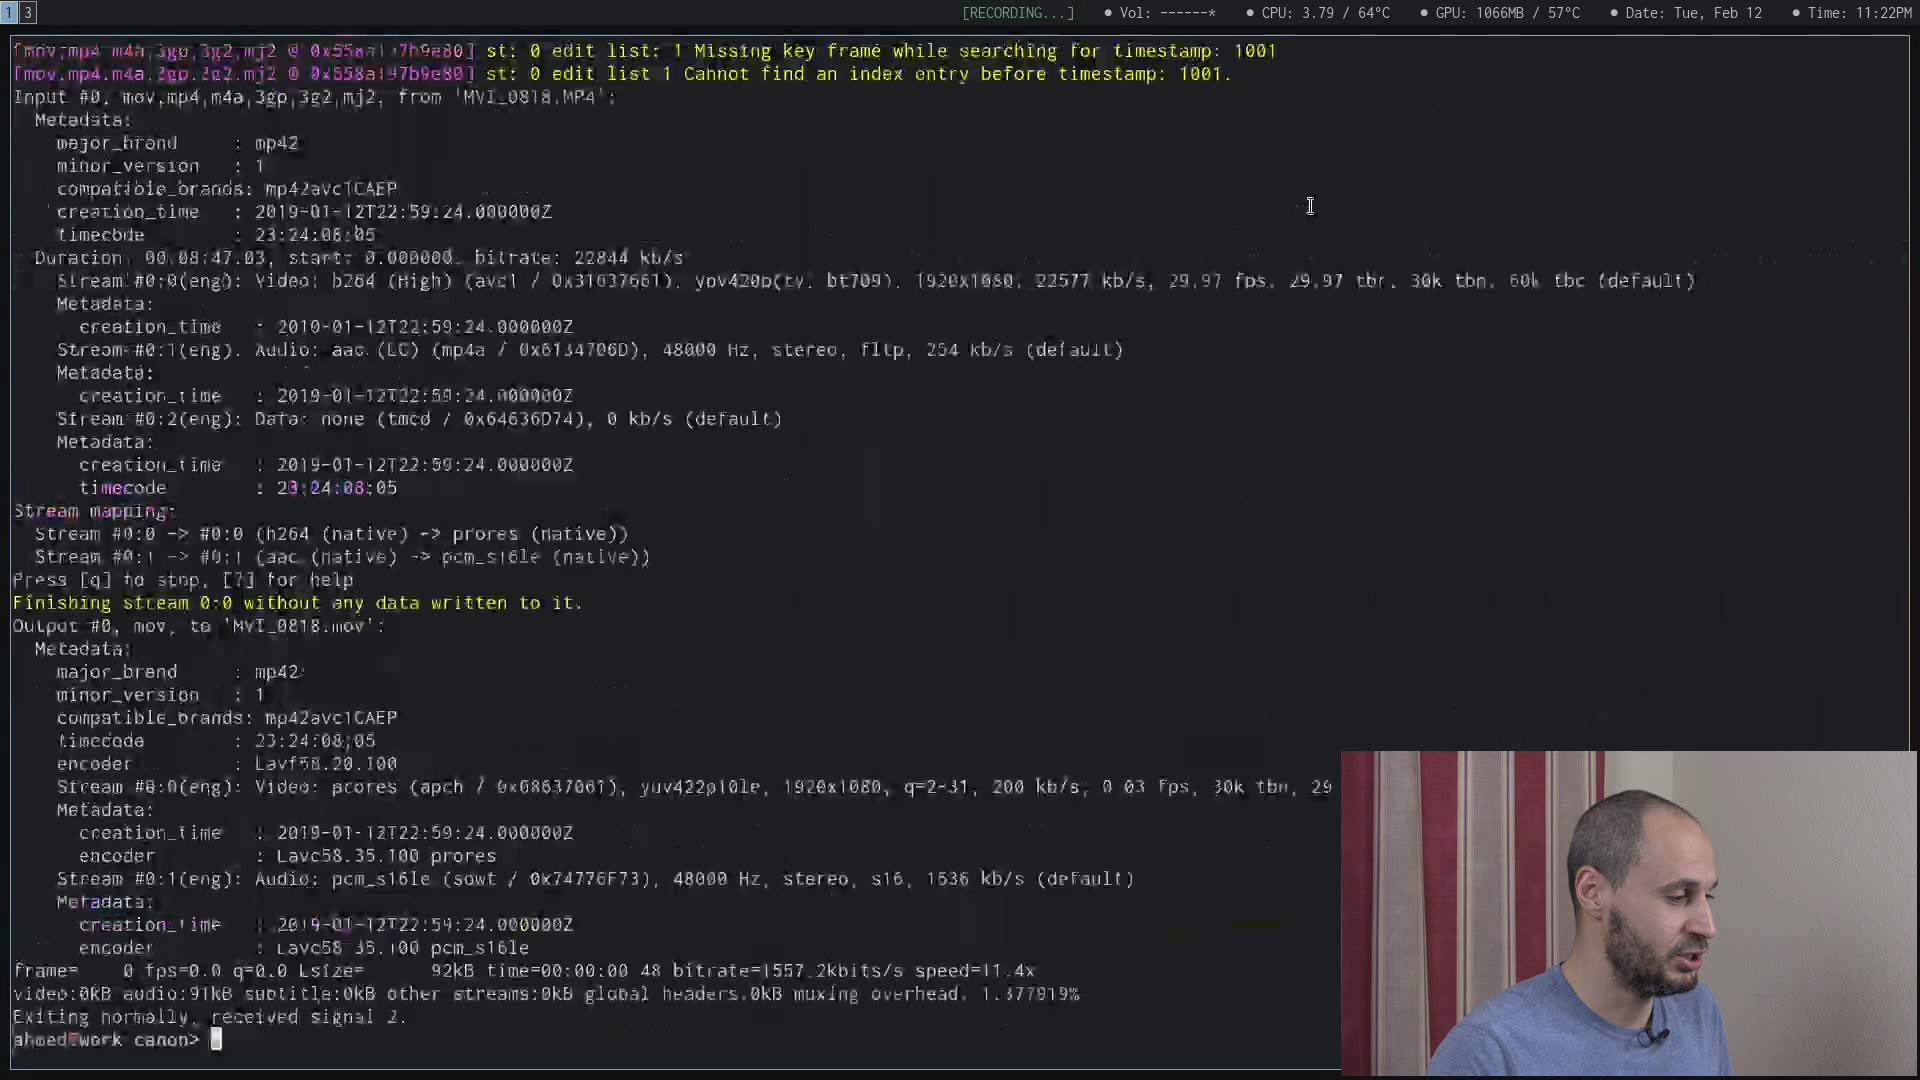 1 3 [RECORDING...] ● Vol: ------* ● CPU: 3.79 / 64°C ● GPU: 1066MB / 57°C ● Date: Tue, Feb 12 ● Time: 11:22PM
[mov,mp4,m4a,3gp,3g2,mj2 @ 0x558a197b9e80] st: 0 edit list: 1 Missing key frame while searching for timestamp: 1001
[mov,mp4,m4a,3gp,3g2,mj2 @ 0x558a197b9e80] st: 0 edit list 1 Cannot find an index entry before timestamp: 1001.
Input #0, mov,mp4,m4a,3gp,3g2,mj2, from 'MVI_0818.MP4':
Metadata:
major_brand : mp42
minor_version : 1
compatible_brands: mp42avc1CAEP
creation_time : 2019-01-12T22:59:24.000000Z
timecode : 23:24:08:05
Duration: 00:08:47.03, start: 0.000000, bitrate: 22844 kb/s
Stream #0:0(eng): Video: h264 (High) (avc1 / 0x31637661), yuv420p(tv, bt709), 1920x1080, 22577 kb/s, 29.97 fps, 29.97 tbr, 30k tbn, 60k tbc (default)
Metadata:
creation_time : 2019-01-12T22:59:24.000000Z
Stream #0:1(eng): Audio: aac (LC) (mp4a / 0x6134706D), 48000 Hz, stereo, fltp, 254 kb/s (default)
Metadata:
creation_time : 2019-01-12T22:59:24.000000Z
Stream #0:2(eng): Data: none (tmcd / 0x64636D74), 0 kb/s (default)
Metadata:
creation_time : 2019-01-12T22:59:24.000000Z
timecode : 23:24:08:05
Stream mapping:
Stream #0:0 -> #0:0 (h264 (native) -> prores (native))
Stream #0:1 -> #0:1 (aac (native) -> pcm_s16le (native))
Press [q] to stop, [?] for help
Finishing stream 0:0 without any data written to it.
Output #0, mov, to 'MVI_0818.mov':
Metadata:
major_brand : mp42
minor_version : 1
compatible_brands: mp42avc1CAEP
timecode : 23:24:08:05
encoder : Lavf58.20.100
Stream #0:0(eng): Video: prores (apch / 0x68637061), yuv422p10le, 1920x1080, q=2-31, 200 kb/s, 0.03 fps, 30k tbn, 29
Metadata:
creation_time : 2019-01-12T22:59:24.000000Z
encoder : Lavc58.35.100 prores
Stream #0:1(eng): Audio: pcm_s16le (sowt / 0x74776F73), 48000 Hz, stereo, s16, 1536 kb/s (default)
Metadata:
creation_time : 2019-01-12T22:59:24.000000Z
encoder : Lavc58.35.100 pcm_s16le
frame= 0 fps=0.0 q=0.0 Lsize= 92kB time=00:00:00.48 bitrate=1557.2kbits/s speed=11.4x
video:0kB audio:91kB subtitle:0kB other streams:0kB global headers:0kB muxing overhead: 1.377919%
Exiting normally, received signal 2.
ahmed@work canon>